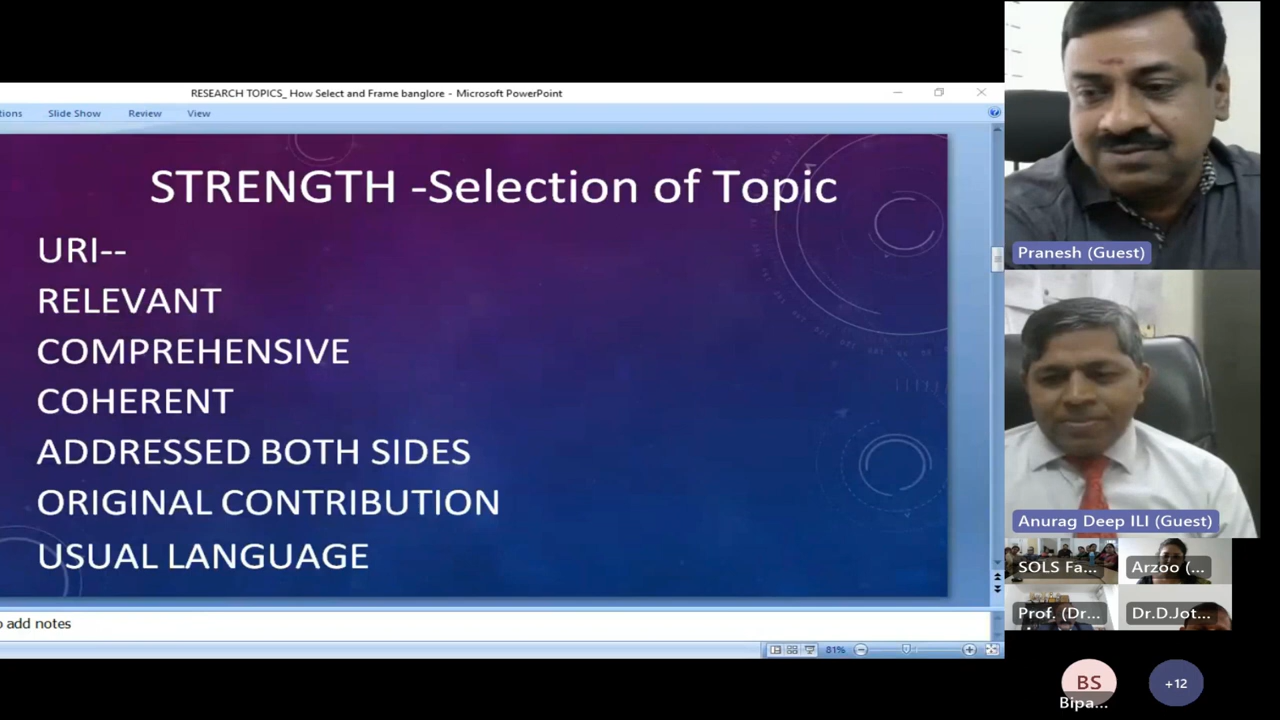 RESEARCH TOPICS_ How Select and Frame banglore - Microsoft PowerPoint
tions Slide Show Review View
STRENGTH -Selection of Topic
URI--
RELEVANT
COMPREHENSIVE
COHERENT
ADDRESSED BOTH SIDES
ORIGINAL CONTRIBUTION
USUAL LANGUAGE
o add notes
81%
Pranesh (Guest)
Anurag Deep ILI (Guest)
SOLS Fa... Arzoo (...
Prof. (Dr... Dr.D.Jot...
BS +12
Bipa...